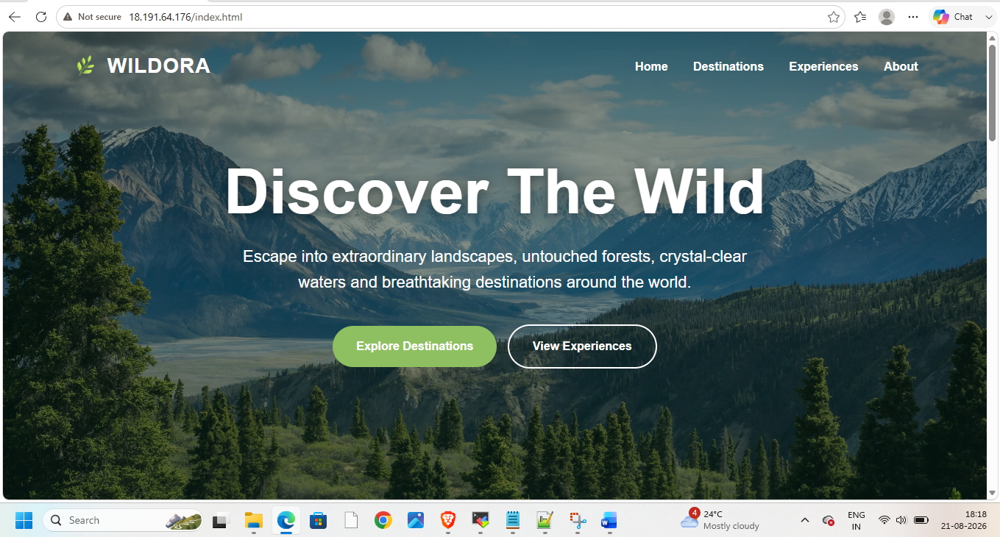 Not secure 18.191.64.176/index.html
Chat
WILDORA
Home Destinations Experiences About
Discover The Wild
Escape into extraordinary landscapes, untouched forests, crystal-clear
waters and breathtaking destinations around the world.
Explore Destinations View Experiences
Search
4
24°C
Mostly cloudy
ENG
IN
18:18
21-08-2026